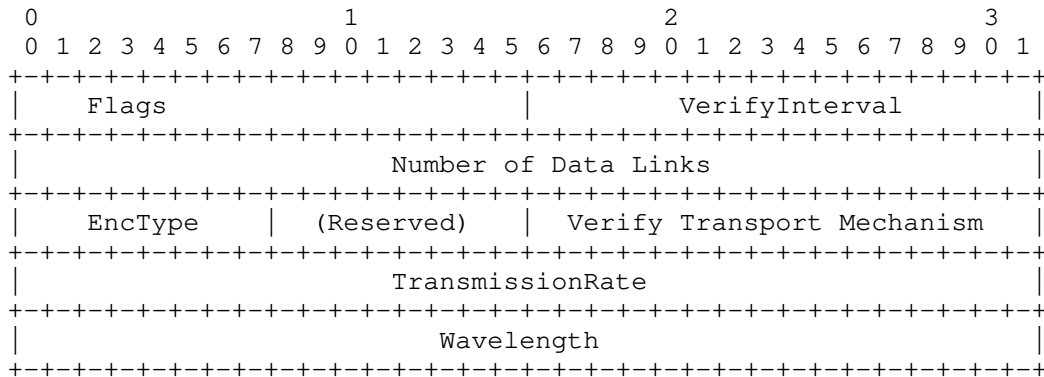 0                   1                   2                   3
 0 1 2 3 4 5 6 7 8 9 0 1 2 3 4 5 6 7 8 9 0 1 2 3 4 5 6 7 8 9 0 1
+-+-+-+-+-+-+-+-+-+-+-+-+-+-+-+-+-+-+-+-+-+-+-+-+-+-+-+-+-+-+-+-+
|    Flags                      |         VerifyInterval        |
+-+-+-+-+-+-+-+-+-+-+-+-+-+-+-+-+-+-+-+-+-+-+-+-+-+-+-+-+-+-+-+-+
|                       Number of Data Links                    |
+-+-+-+-+-+-+-+-+-+-+-+-+-+-+-+-+-+-+-+-+-+-+-+-+-+-+-+-+-+-+-+-+
|    EncType    |  (Reserved)   |  Verify Transport Mechanism   |
+-+-+-+-+-+-+-+-+-+-+-+-+-+-+-+-+-+-+-+-+-+-+-+-+-+-+-+-+-+-+-+-+
|                       TransmissionRate                        |
+-+-+-+-+-+-+-+-+-+-+-+-+-+-+-+-+-+-+-+-+-+-+-+-+-+-+-+-+-+-+-+-+
|                          Wavelength                           |
+-+-+-+-+-+-+-+-+-+-+-+-+-+-+-+-+-+-+-+-+-+-+-+-+-+-+-+-+-+-+-+-+